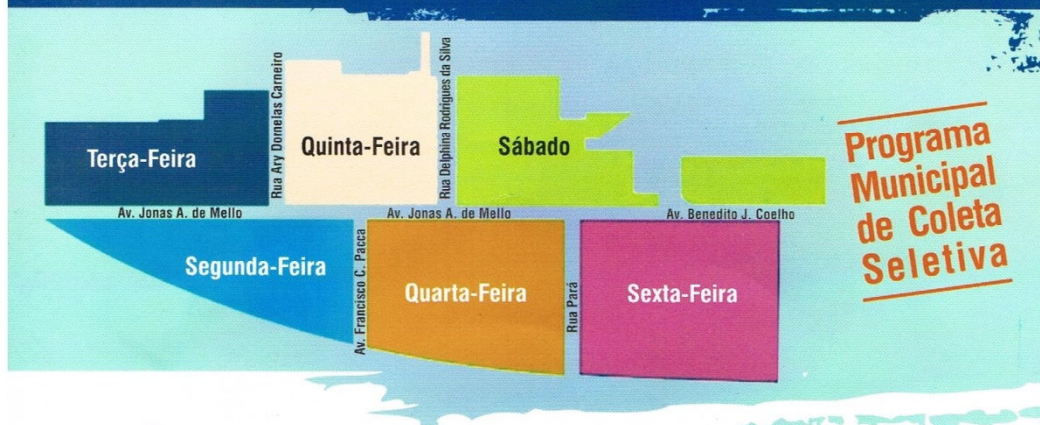 Rua Ary Dornelas Carneiro
Rua Delphina Rodrigues da Silva
Terça-Feira
Quinta-Feira
Sábado
Programa
Municipal
de Coleta
Seletiva
Av. Jonas A. de Mello
Av. Jonas A. de Mello
Av. Benedito J. Coelho
Segunda-Feira
Av. Francisco C. Pacca
Quarta-Feira
Rua Pará
Sexta-Feira